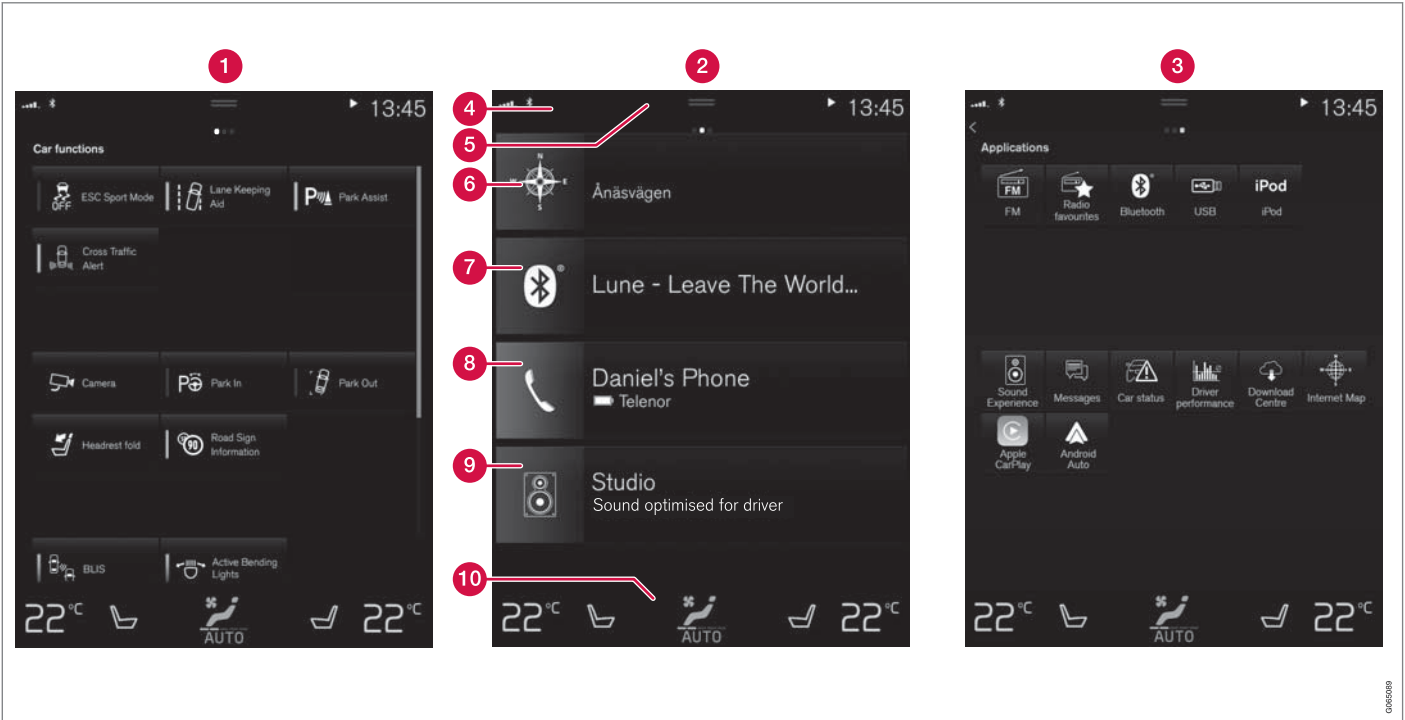 1
2
3
13:45
Car functions
ESC Sport Mode
OFF
Lane Keeping
Aid
Park Assist
P
Cross Traffic
Alert
Camera
P
Park In
Park Out
Headrest fold
90
Road Sign
Information
BLIS
Active Bending
Lights
22°C
AUTO
22°C
4
13:45
5
6
N
W
E
S
Ånäsvägen
7
Lune - Leave The World...
8
Daniel's Phone
Telenor
9
Studio
Sound optimised for driver
10
22°C
AUTO
22°C
13:45
<
Applications
FM
FM
Radio
favourites
Bluetooth
USB
iPod
iPod
Sound
Experience
Messages
Car status
Driver
performance
Download
Centre
Internet Map
Apple
CarPlay
Android
Auto
22°C
AUTO
22°C
G065089